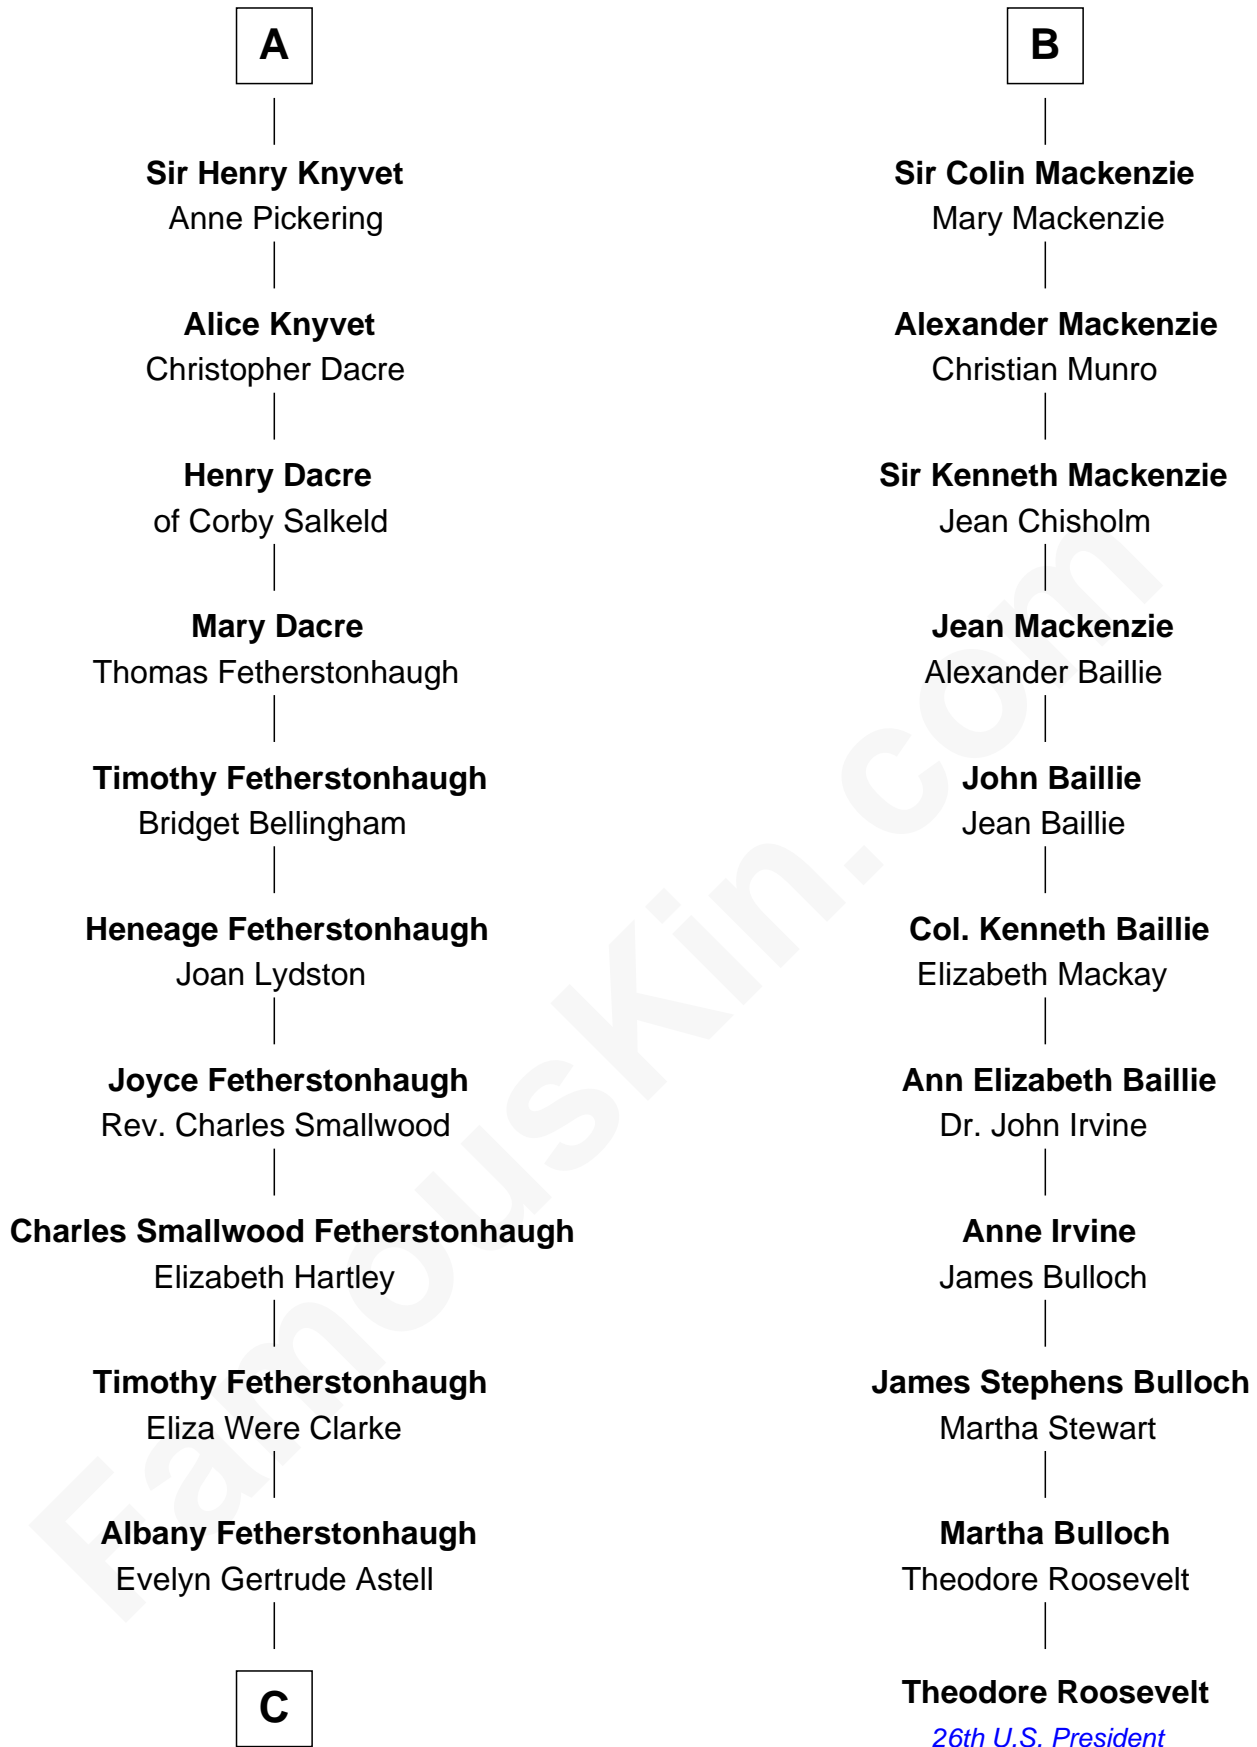 A
Sir Henry Knyvet
Anne Pickering
Alice Knyvet
Christopher Dacre
Henry Dacre
of Corby Salkeld
Mary Dacre
Thomas Fetherstonhaugh
Timothy Fetherstonhaugh
Bridget Bellingham
Heneage Fetherstonhaugh
Joan Lydston
Joyce Fetherstonhaugh
Rev. Charles Smallwood
Charles Smallwood Fetherstonhaugh
Elizabeth Hartley
Timothy Fetherstonhaugh
Eliza Were Clarke
Albany Fetherstonhaugh
Evelyn Gertrude Astell
C
B
Sir Colin Mackenzie
Mary Mackenzie
Alexander Mackenzie
Christian Munro
Sir Kenneth Mackenzie
Jean Chisholm
Jean Mackenzie
Alexander Baillie
John Baillie
Jean Baillie
Col. Kenneth Baillie
Elizabeth Mackay
Ann Elizabeth Baillie
Dr. John Irvine
Anne Irvine
James Bulloch
James Stephens Bulloch
Martha Stewart
Martha Bulloch
Theodore Roosevelt
Theodore Roosevelt
26th U.S. President
FamousKin.com